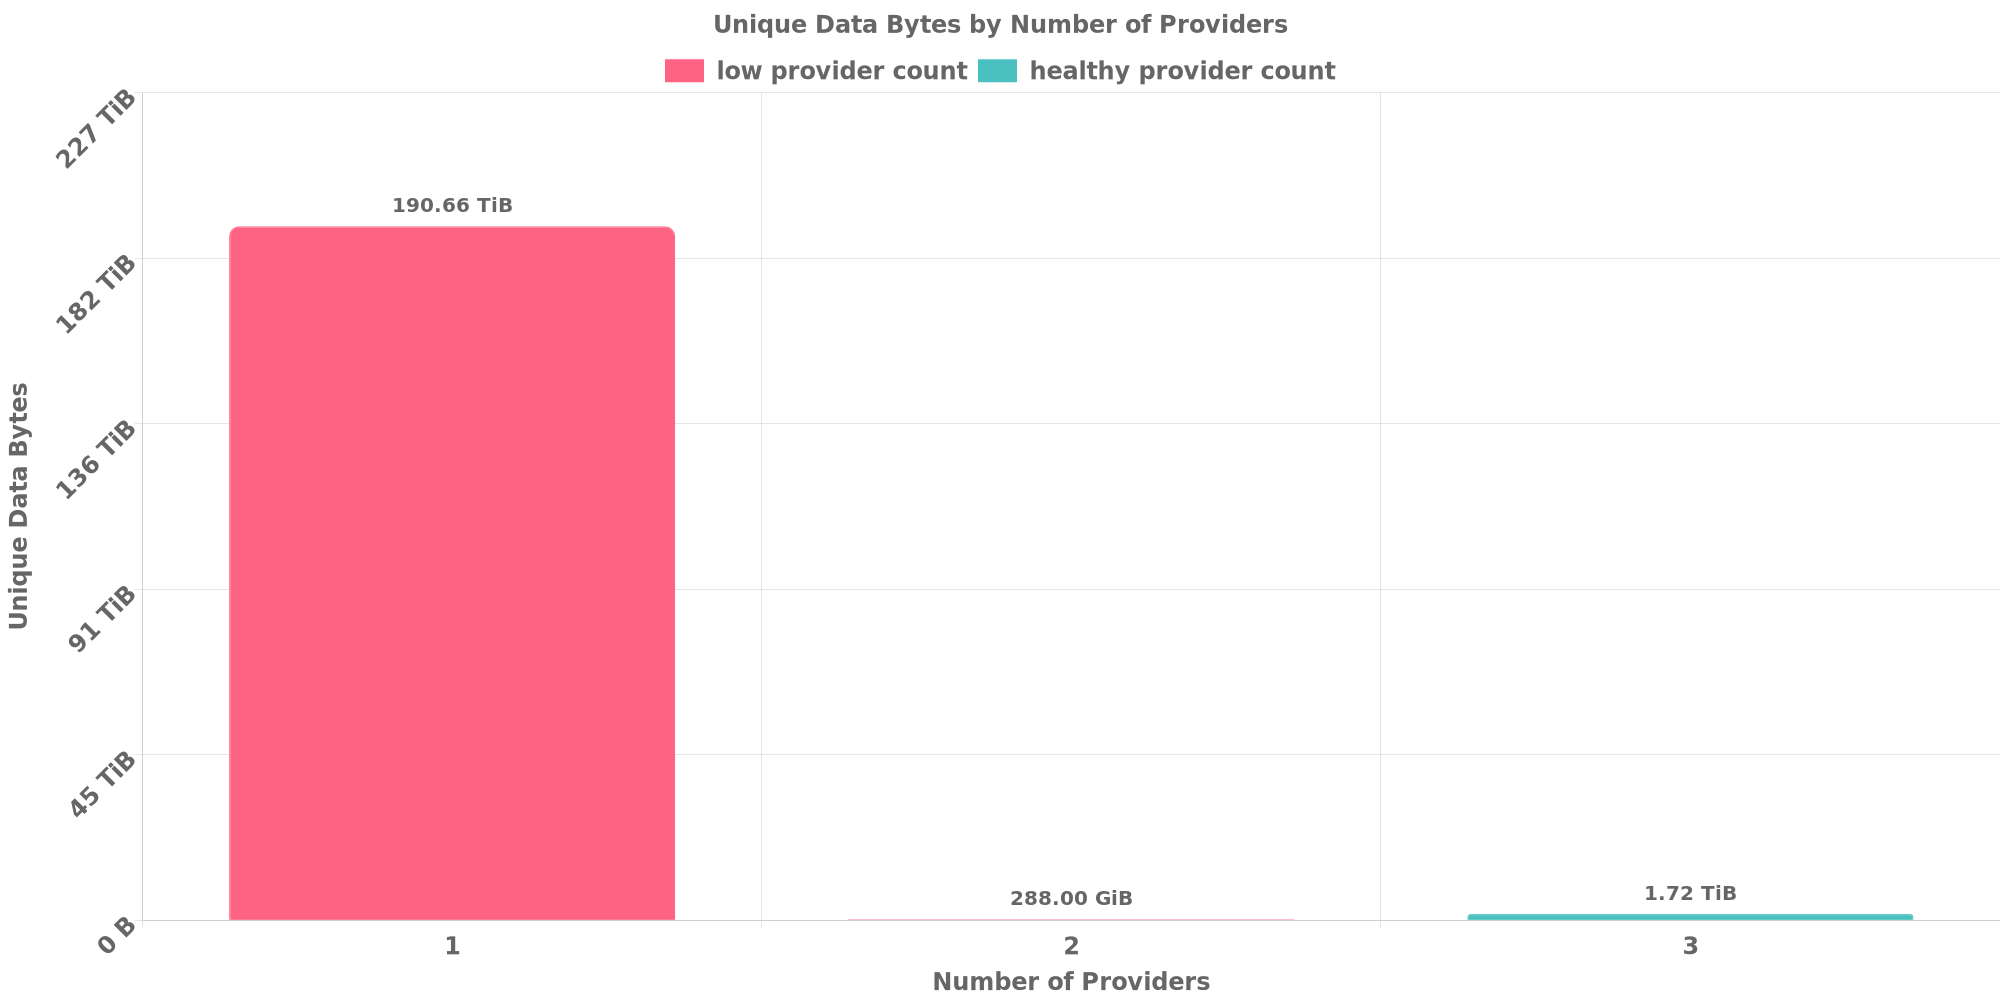 Unique Data Bytes by Number of Providers
low provider count healthy provider count
227 TiB
182 TiB
136 TiB
91 TiB
45 TiB
0 B
Unique Data Bytes
190.66 TiB
288.00 GiB
1.72 TiB
1 2 3
Number of Providers